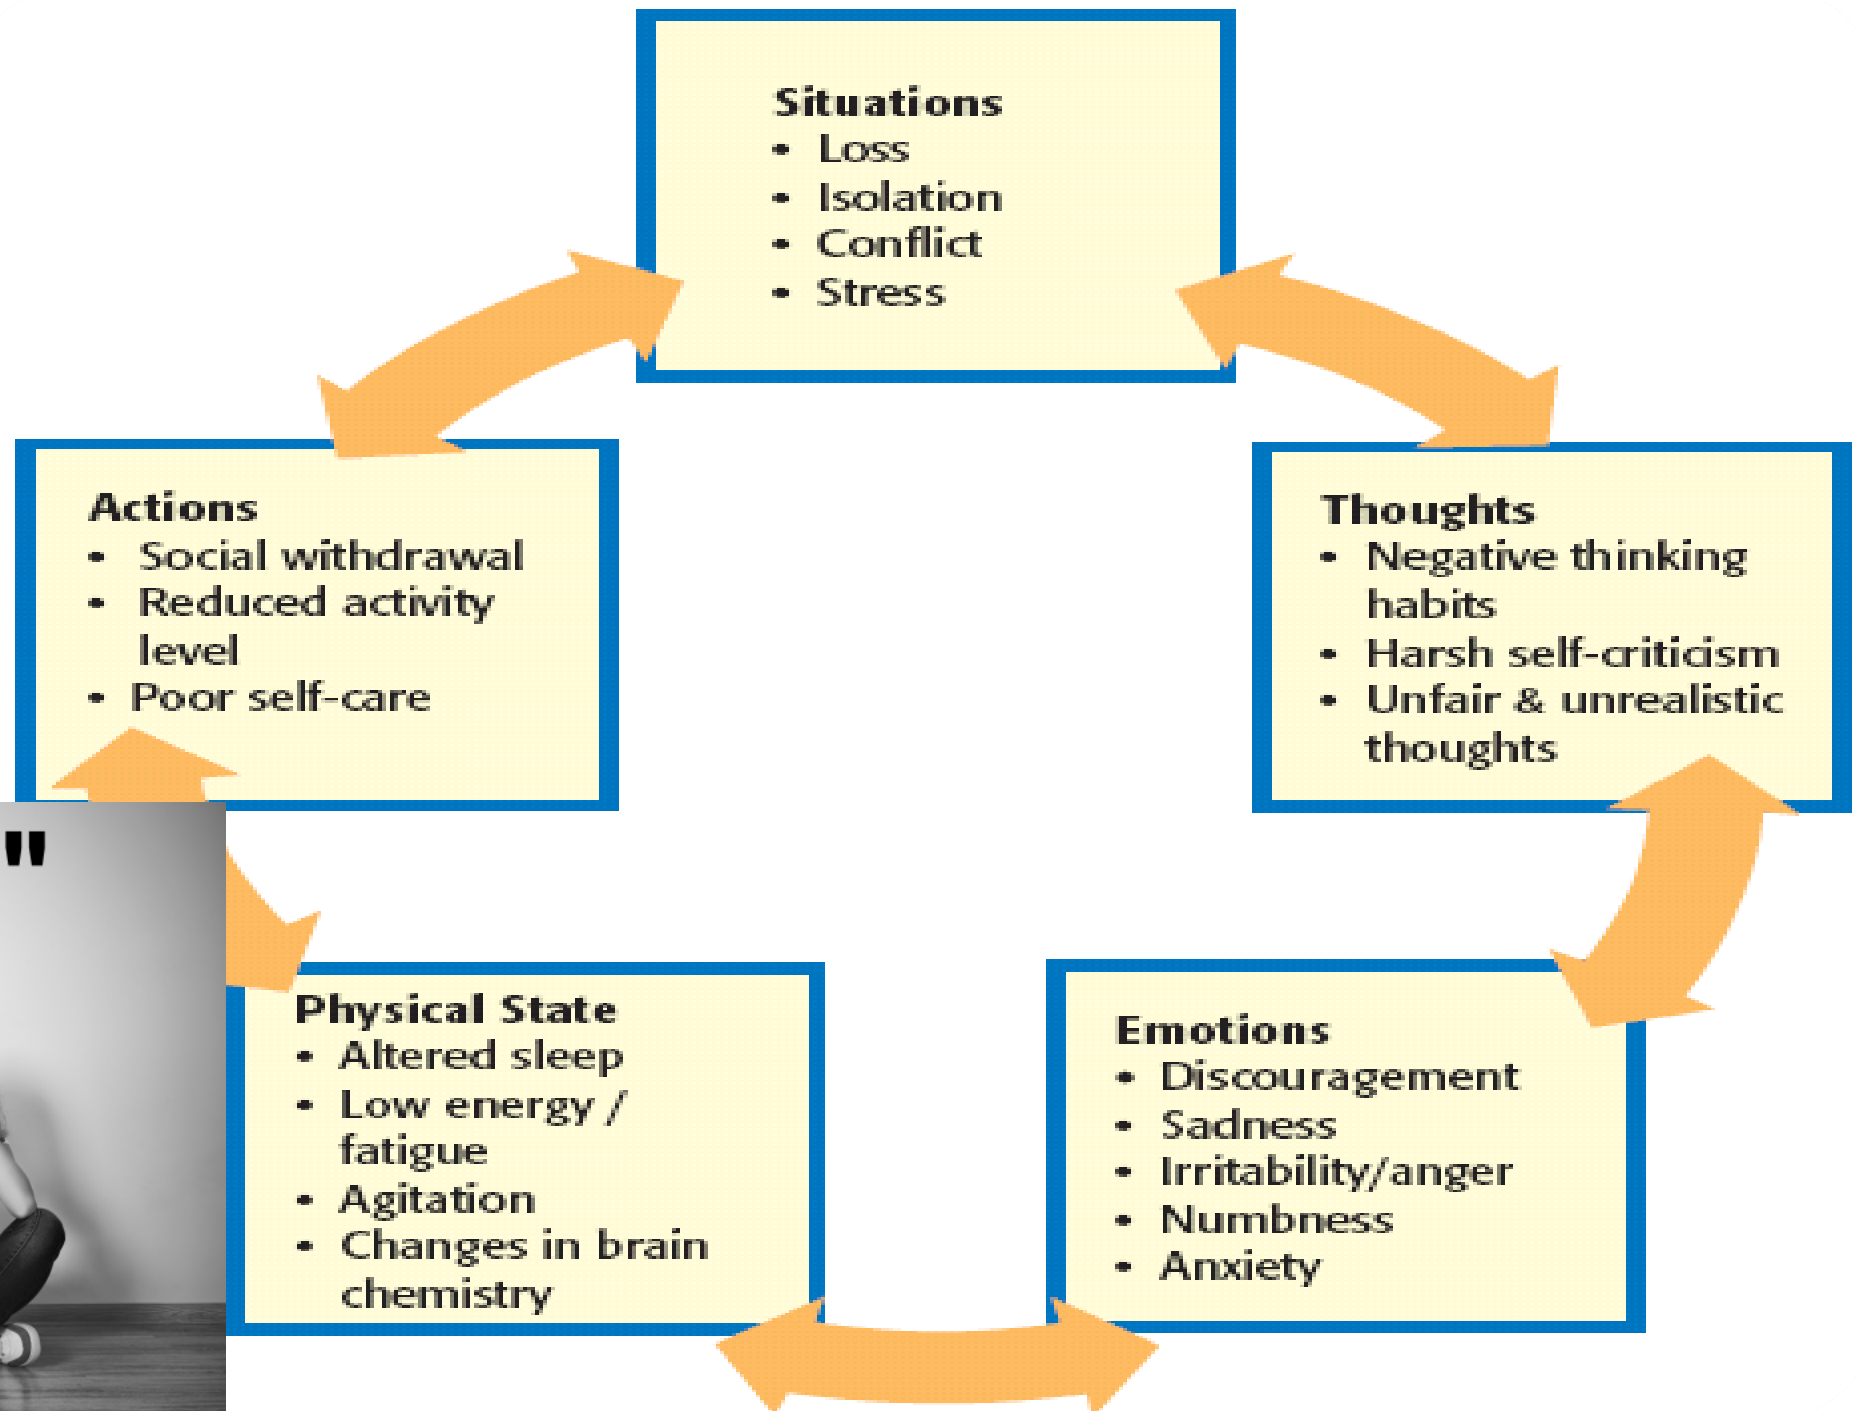 Situations
• Loss
• Isolation
• Conflict
• Stress
Actions
• Social withdrawal
• Reduced activity
level
• Poor self-care
Thoughts
• Negative thinking
habits
• Harsh self-criticism
• Unfair & unrealistic
thoughts
"
Physical State
• Altered sleep
• Low energy /
fatigue
• Agitation
• Changes in brain
chemistry
Emotions
• Discouragement
• Sadness
• Irritability/anger
• Numbness
• Anxiety